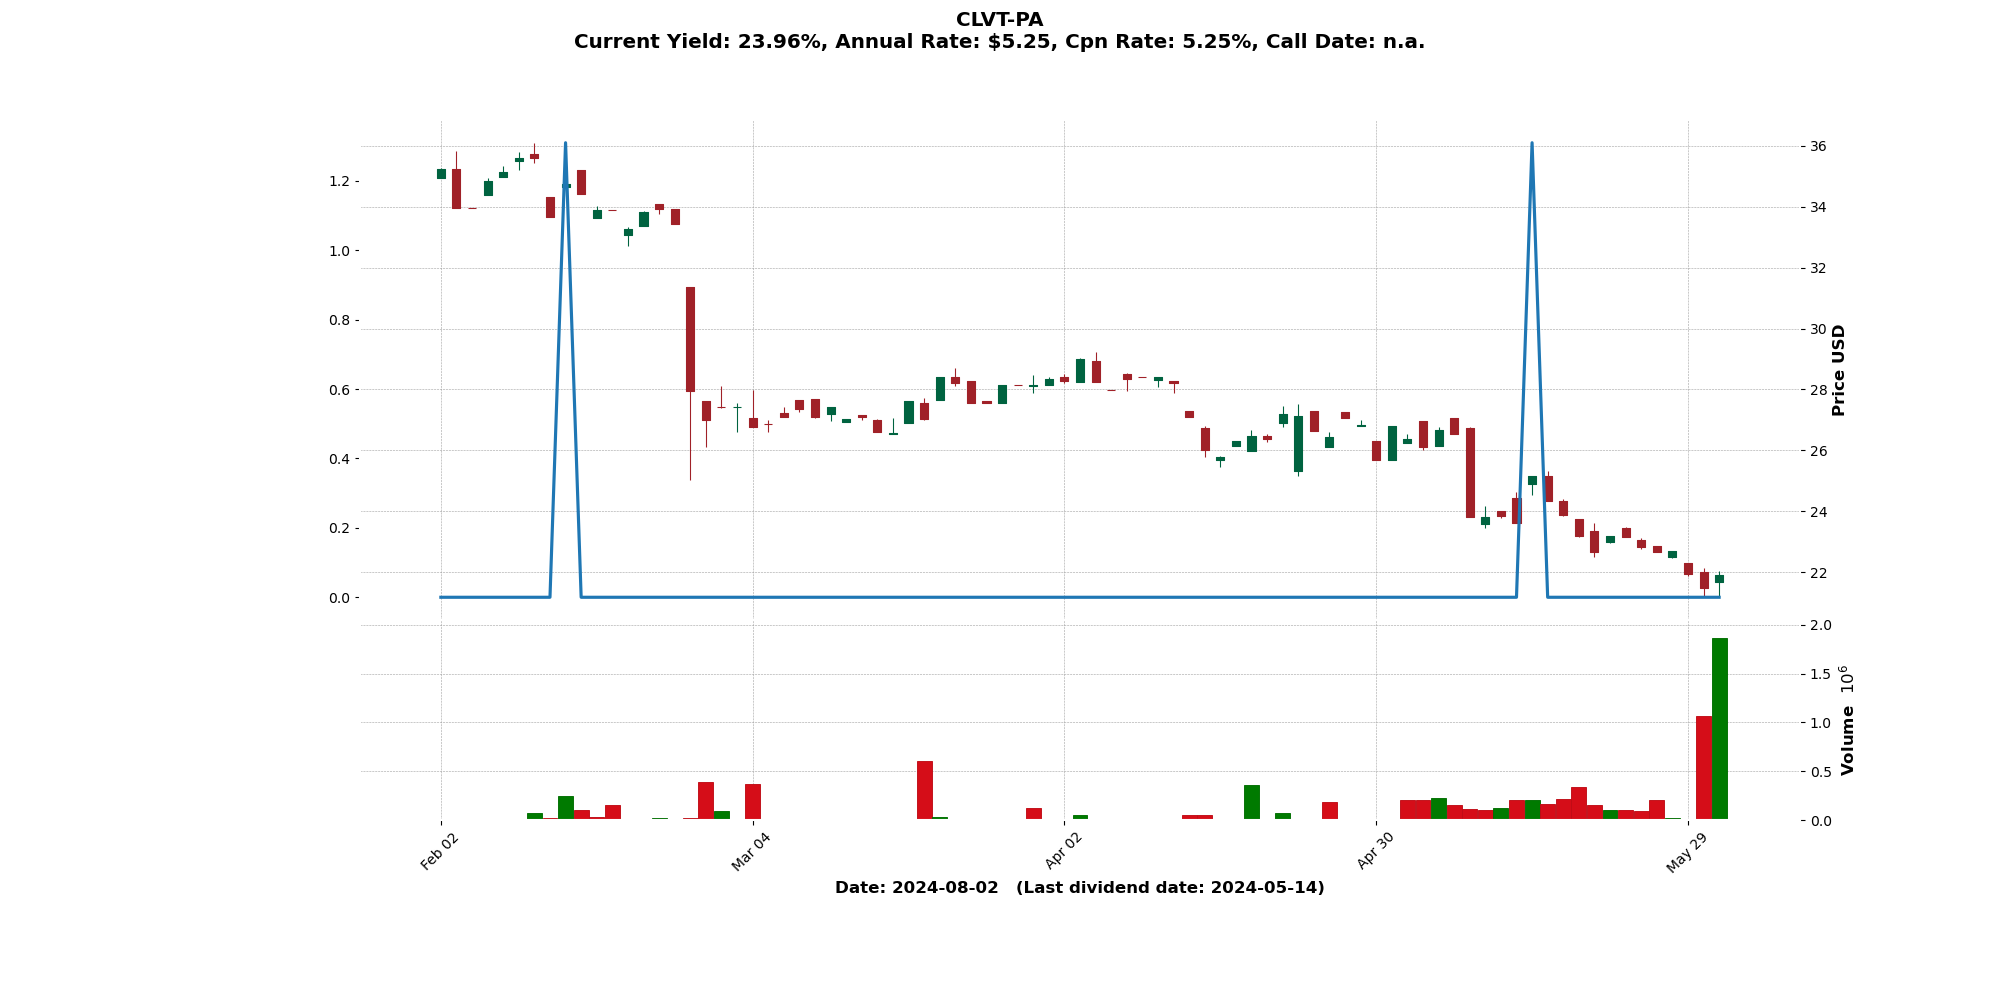 CLVT-PA
Current Yield: 23.96%, Annual Rate: $5.25, Cpn Rate: 5.25%, Call Date: n.a.
1.2
1.0
0.8
0.6
0.4
0.2
0.0
36
34
32
30
28
26
24
22
Price USD
2.0
1.5
1.0
0.5
0.0
Volume 10^6
Feb 02
Mar 04
Apr 02
Apr 30
May 29
Date: 2024-08-02 (Last dividend date: 2024-05-14)